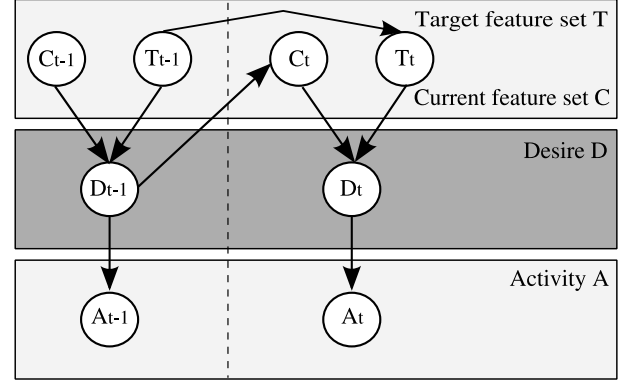 Target feature set T
Ct-1 Tt-1 Ct Tt
Current feature set C
Desire D
Dt-1 Dt
Activity A
At-1 At